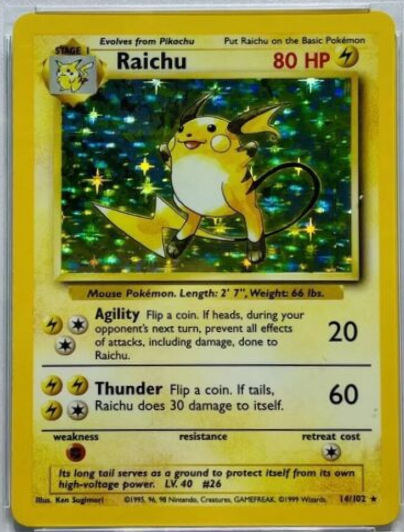 Evolves from Pikachu Put Raichu on the Basic Pokémon
STAGE 1
Raichu 80 HP
Mouse Pokémon. Length: 2' 7", Weight: 66 lbs.
Agility Flip a coin. If heads, during your
opponent's next turn, prevent all effects
of attacks, including damage, done to
Raichu.
20
Thunder Flip a coin. If tails,
Raichu does 30 damage to itself.
60
weakness resistance retreat cost
Its long tail serves as a ground to protect itself from its own
high-voltage power. LV. 40 #26
Illus. Ken Sugimori ©1995, 96, 98 Nintendo, Creatures, GAMEFREAK. ©1999 Wizards. 14/102 ★